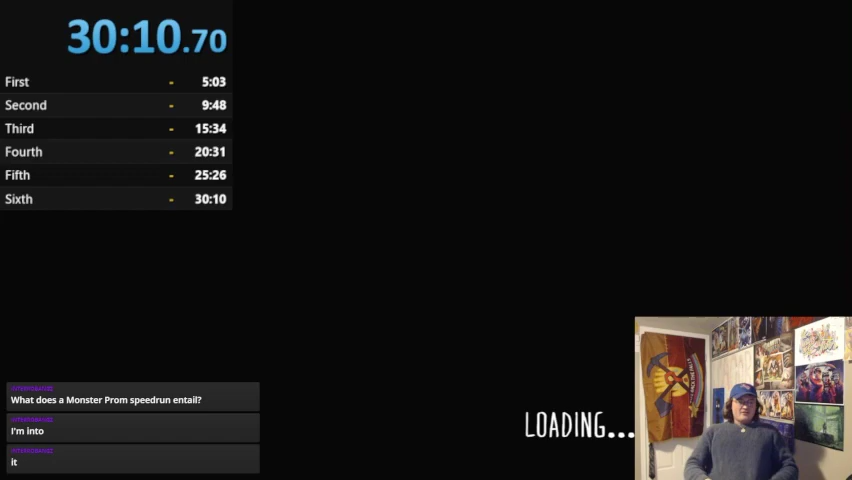 30:10.70
First - 5:03
Second - 9:48
Third - 15:34
Fourth - 20:31
Fifth - 25:26
Sixth - 30:10
What does a Monster Prom speedrun entail?
I'm into
it
LOADING...